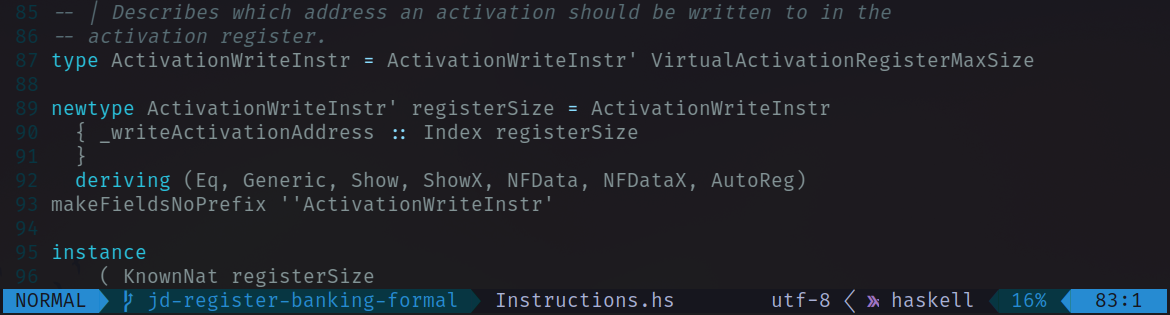 85 -- | Describes which address an activation should be written to in the
86 -- activation register.
87 type ActivationWriteInstr = ActivationWriteInstr' VirtualActivationRegisterMaxSize
88
89 newtype ActivationWriteInstr' registerSize = ActivationWriteInstr
90   { _writeActivationAddress :: Index registerSize
91   }
92   deriving (Eq, Generic, Show, ShowX, NFData, NFDataX, AutoReg)
93 makeFieldsNoPrefix ''ActivationWriteInstr'
94
95 instance
96     ( KnownNat registerSize
NORMAL jd-register-banking-formal Instructions.hs utf-8 haskell 16% 83:1